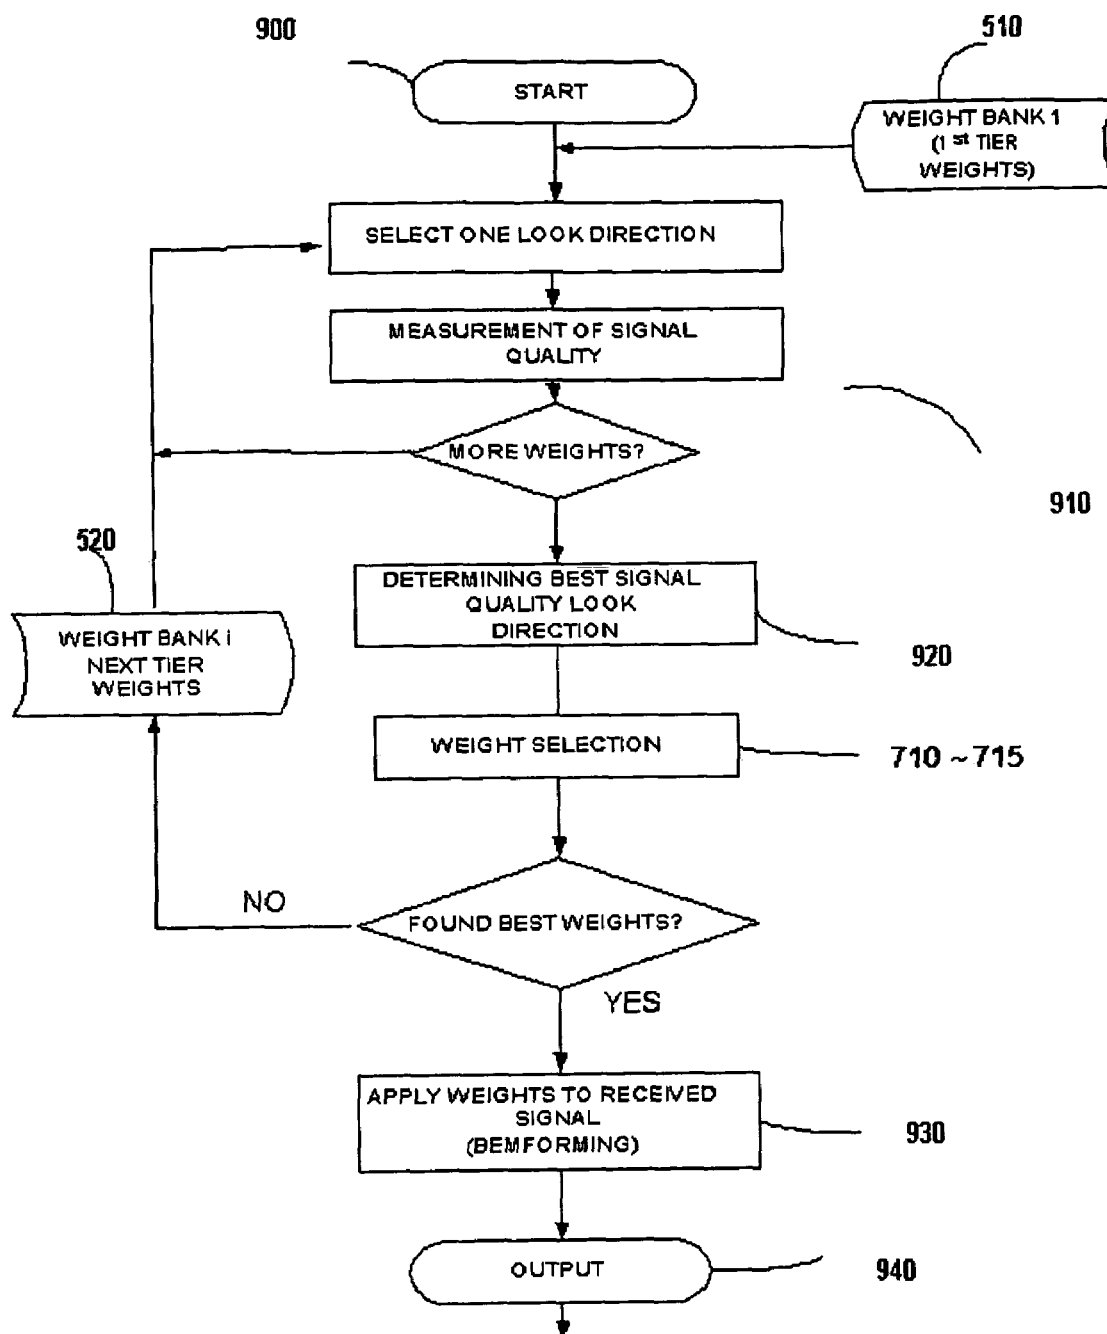 900
510
START
WEIGHT BANK 1
(1 st TIER
WEIGHTS)
SELECT ONE LOOK DIRECTION
MEASUREMENT OF SIGNAL
QUALITY
MORE WEIGHTS?
910
520
DETERMINING BEST SIGNAL
QUALITY LOOK
DIRECTION
920
WEIGHT BANK i
NEXT TIER
WEIGHTS
WEIGHT SELECTION
710 ~ 715
NO
FOUND BEST WEIGHTS?
YES
APPLY WEIGHTS TO RECEIVED
SIGNAL
(BEMFORMING)
930
OUTPUT
940